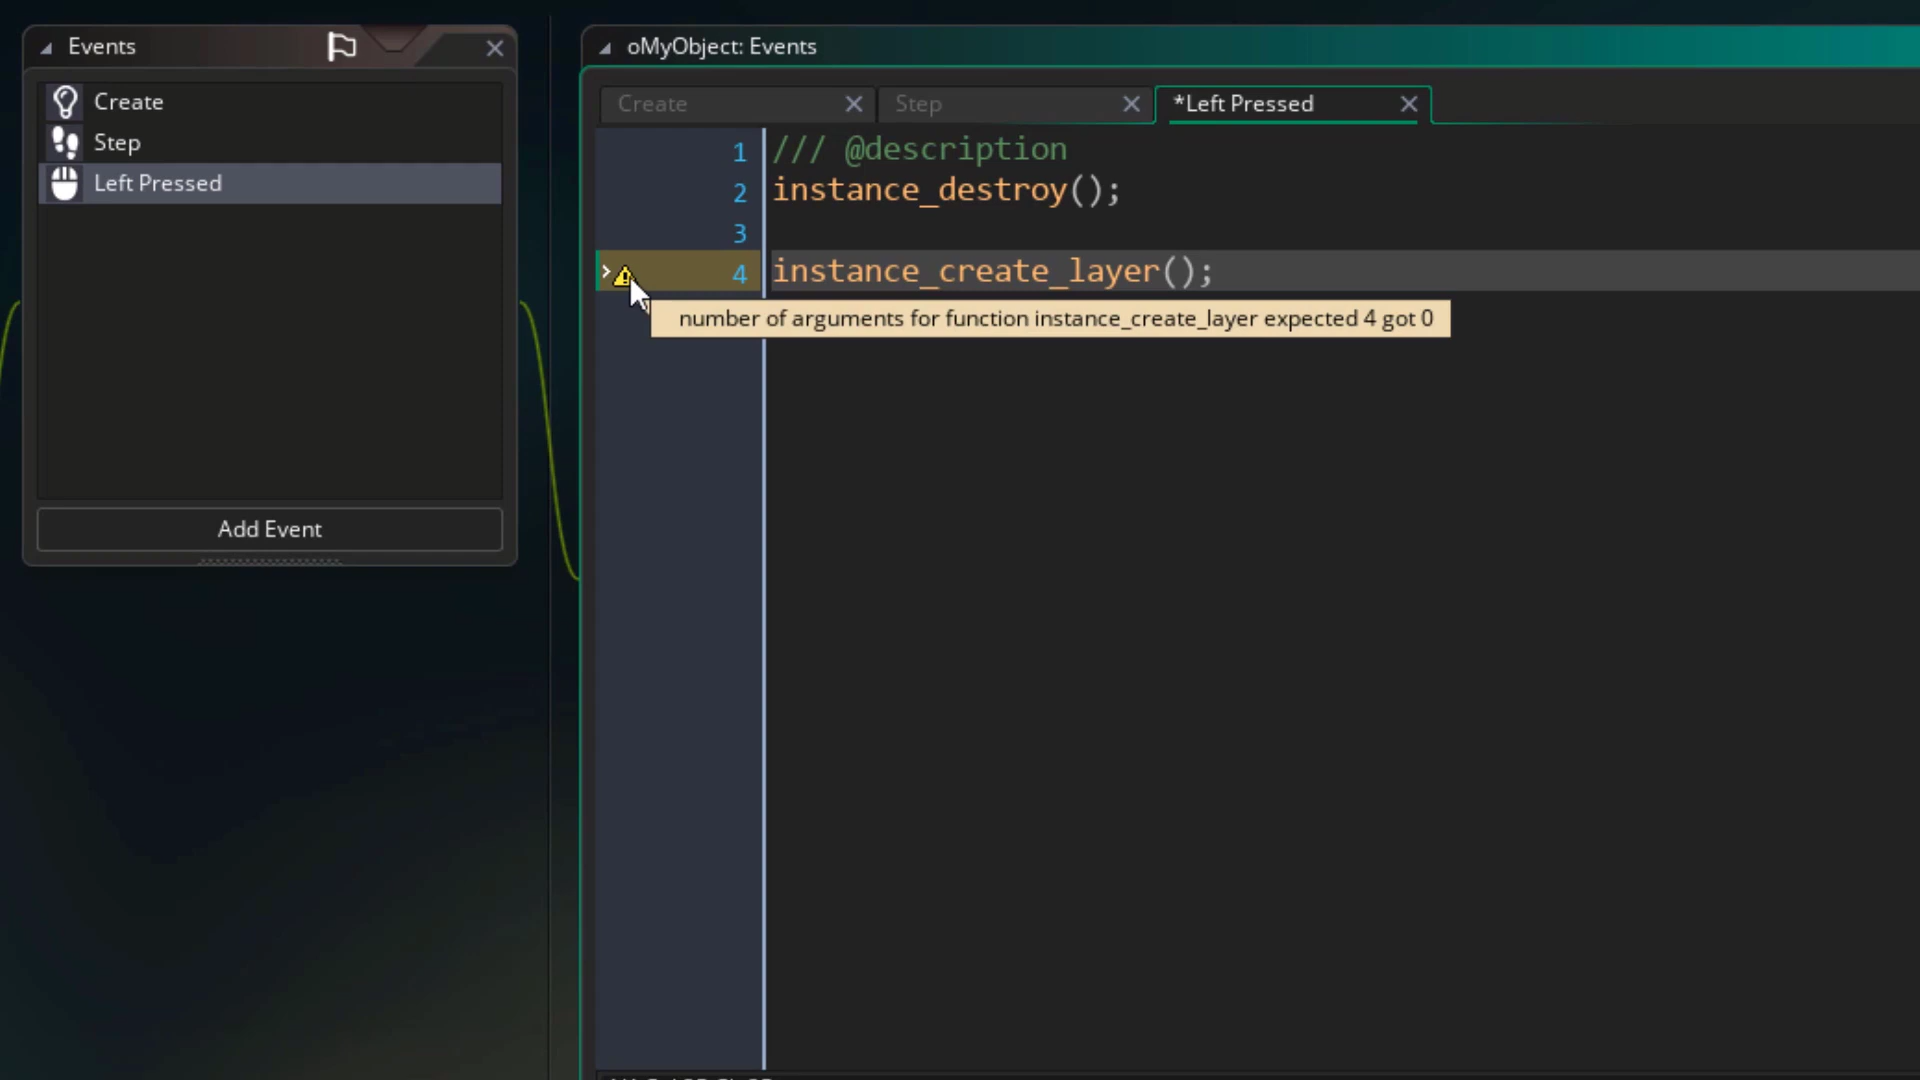 Events
Create
Step
Left Pressed
Add Event
oMyObject: Events
Create
Step
*Left Pressed
1 /// @description
2 instance_destroy();
3
4 instance_create_layer();
number of arguments for function instance_create_layer expected 4 got 0